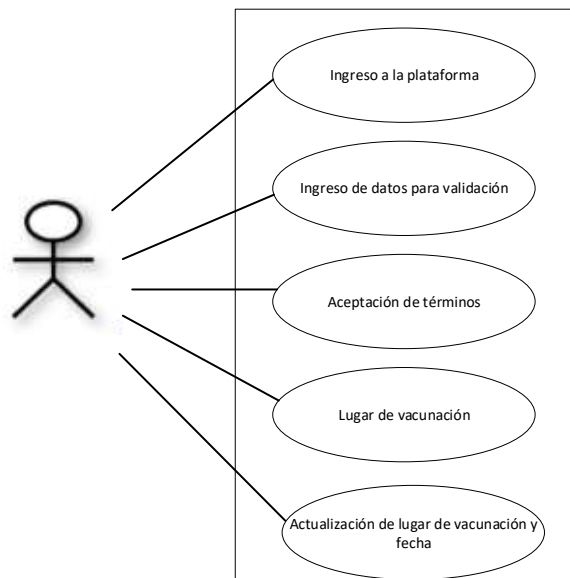 Ingreso a la plataforma
Ingreso de datos para validación
Aceptación de términos
Lugar de vacunación
Actualización de lugar de vacunación y
fecha